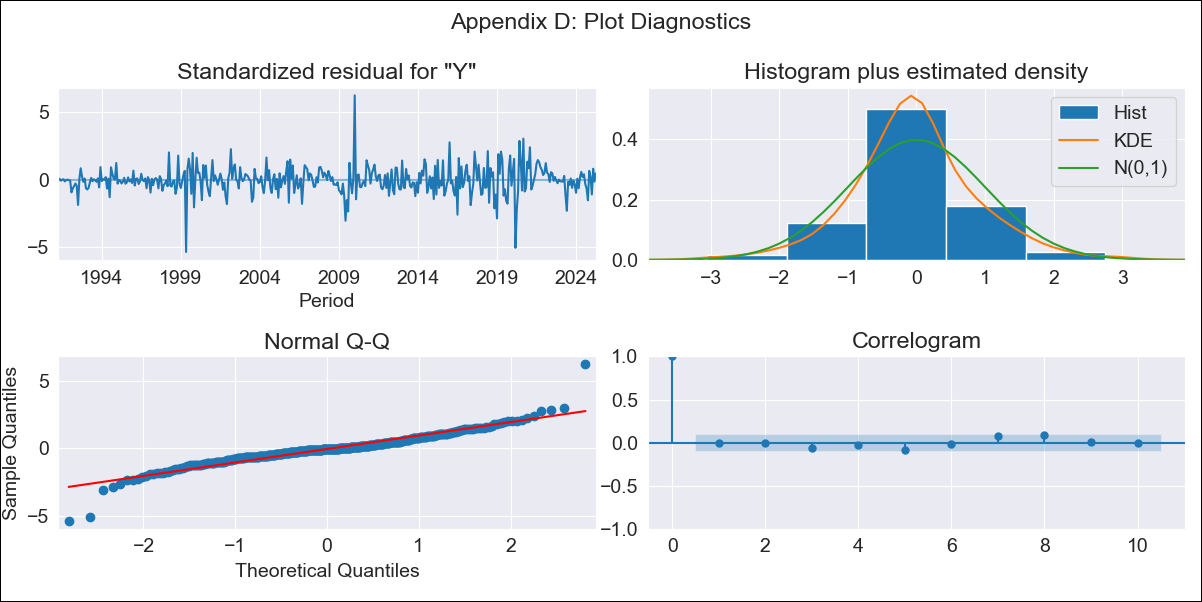 Appendix D: Plot Diagnostics
Standardized residual for "Y"
5
0
−5
1994 1999 2004 2009 2014 2019 2024
Period
Histogram plus estimated density
0.4
0.2
0.0
−3 −2 −1 0 1 2 3
Hist
KDE
N(0,1)
Normal Q-Q
Sample Quantiles
5
0
−5
−2 −1 0 1 2
Theoretical Quantiles
Correlogram
1.0
0.5
0.0
−0.5
−1.0
0 2 4 6 8 10